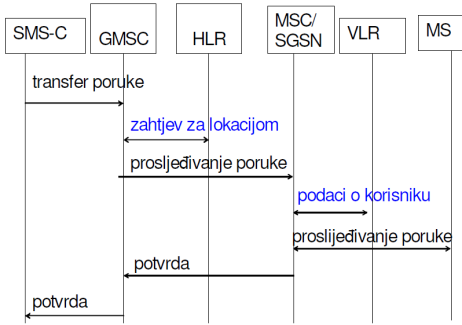 SMS-C
GMSC
HLR
MSC/
SGSN
VLR
MS
transfer poruke
zahtjev za lokacijom
prosljeđivanje poruke
podaci o korisniku
proslijeđivanje poruke
potvrda
potvrda